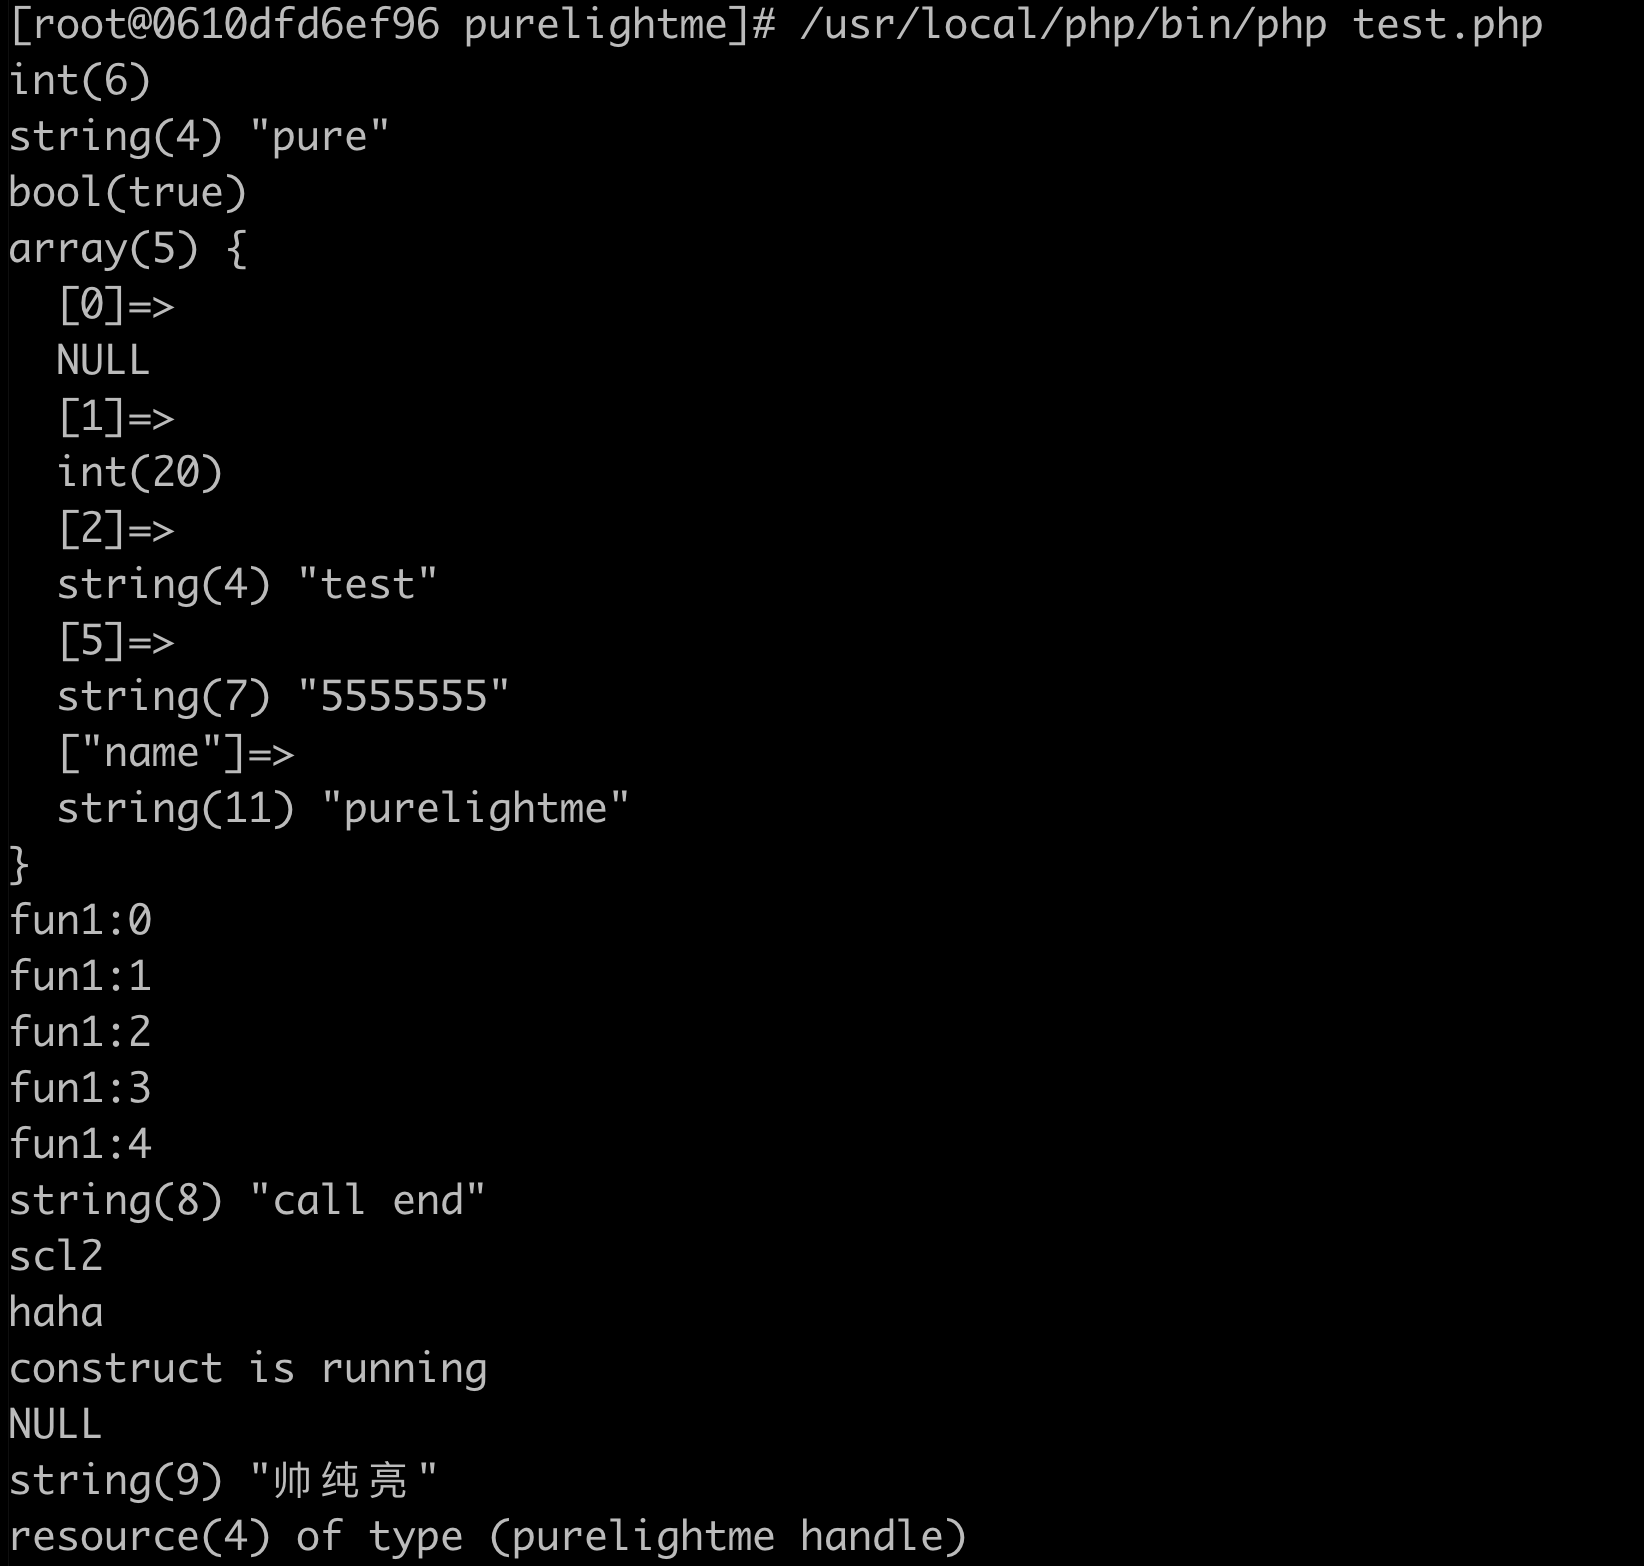 [root@0610dfd6ef96 purelightme]# /usr/local/php/bin/php test.php
int(6)
string(4) "pure"
bool(true)
array(5) {
  [0]=>
  NULL
  [1]=>
  int(20)
  [2]=>
  string(4) "test"
  [5]=>
  string(7) "5555555"
  ["name"]=>
  string(11) "purelightme"
}
fun1:0
fun1:1
fun1:2
fun1:3
fun1:4
string(8) "call end"
scl2
haha
construct is running
NULL
string(9) "帅纯亮"
resource(4) of type (purelightme handle)